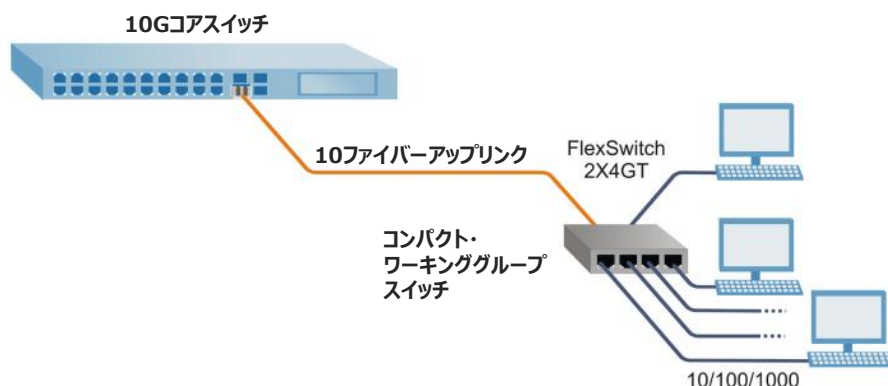 10Gコアスイッチ
10ファイバーアップリンク
FlexSwitch
2X4GT
コンパクト・
ワーキンググループ
スイッチ
10/100/1000